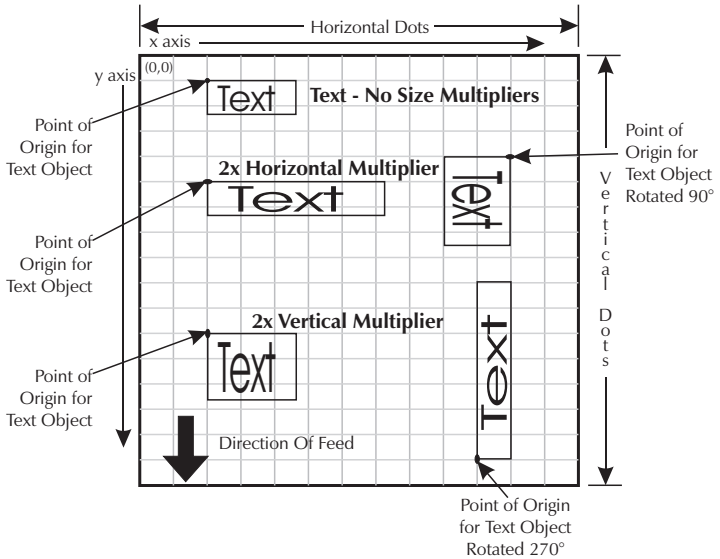 Horizontal Dots
x axis
y axis
(0,0)
Text
Text - No Size Multipliers
Point of
Origin for
Text Object
2x Horizontal Multiplier
Text
Text
Point of
Origin for
Text Object
Rotated 90°
Vertical Dots
Point of
Origin for
Text Object
2x Vertical Multiplier
Text
Text
Point of
Origin for
Text Object
Direction Of Feed
Point of Origin
for Text Object
Rotated 270°